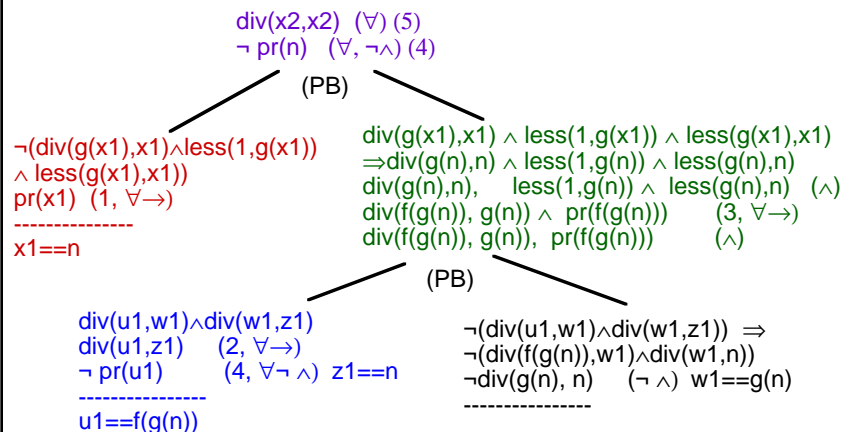 div(x2,x2) (∀) (5)
¬ pr(n) (∀, ¬∧) (4)
(PB)
¬(div(g(x1),x1)∧less(1,g(x1))
∧ less(g(x1),x1))
pr(x1) (1, ∀→)
---------------
x1==n
div(g(x1),x1) ∧ less(1,g(x1)) ∧ less(g(x1),x1)
⇒div(g(n),n) ∧ less(1,g(n)) ∧ less(g(n),n)
div(g(n),n), less(1,g(n)) ∧ less(g(n),n) (∧)
div(f(g(n)), g(n)) ∧ pr(f(g(n))) (3, ∀→)
div(f(g(n)), g(n)), pr(f(g(n))) (∧)
(PB)
div(u1,w1)∧div(w1,z1)
div(u1,z1) (2, ∀→)
¬ pr(u1) (4, ∀¬ ∧) z1==n
----------------
u1==f(g(n))
¬(div(u1,w1)∧div(w1,z1)) ⇒
¬(div(f(g(n)),w1)∧div(w1,n))
¬div(g(n), n) (¬ ∧) w1==g(n)
----------------